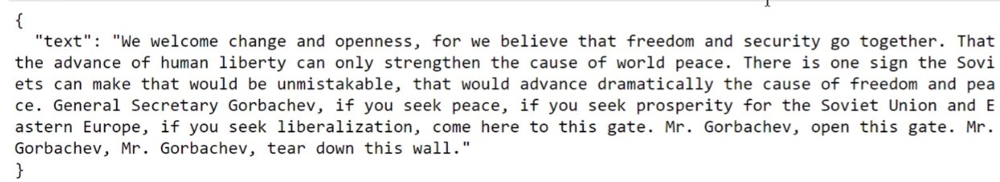 {
"text": "We welcome change and openness, for we believe that freedom and security go together. That
the advance of human liberty can only strengthen the cause of world peace. There is one sign the Sovi
ets can make that would be unmistakable, that would advance dramatically the cause of freedom and pea
ce. General Secretary Gorbachev, if you seek peace, if you seek prosperity for the Soviet Union and E
astern Europe, if you seek liberalization, come here to this gate. Mr. Gorbachev, open this gate. Mr.
Gorbachev, Mr. Gorbachev, tear down this wall."
}